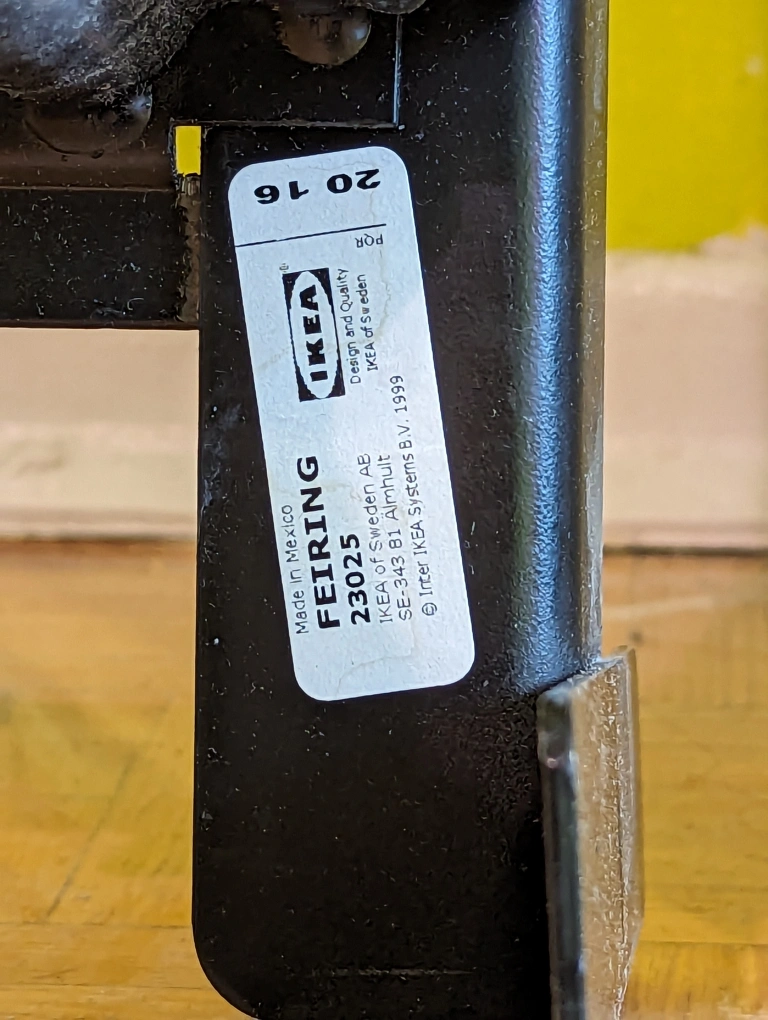 Made in Mexico
FEIRING
23025
IKEA of Sweden AB
SE-343 81 Älmhult
© Inter IKEA Systems B.V. 1999
IKEA ®
Design and Quality
IKEA of Sweden
20 16